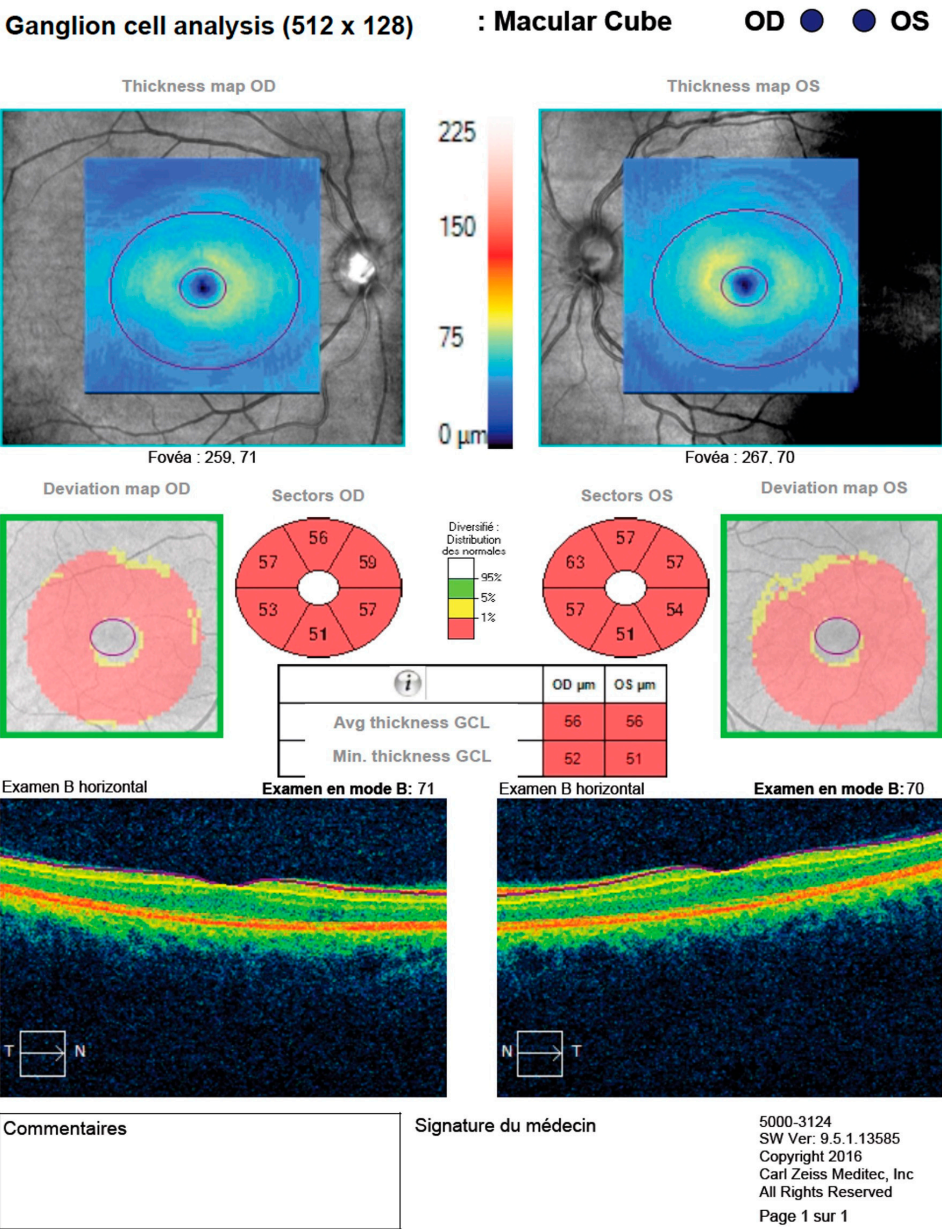 Ganglion cell analysis (512 x 128) : Macular Cube OD OS
Thickness map OD
Thickness map OS
225
150
75
0 µm
Fovéa : 259, 71
Fovéa : 267, 70
Deviation map OD
Sectors OD
Sectors OS
Deviation map OS
56
57
59
53
57
51
Diversifié :
Distribution
des normales
95%
5%
1%
57
63
57
57
54
51
i OD µm OS µm
Avg thickness GCL 56 56
Min. thickness GCL 52 51
Examen B horizontal
Examen en mode B: 71
Examen B horizontal
Examen en mode B: 70
T N
N T
Commentaires
Signature du médecin
5000-3124
SW Ver: 9.5.1.13585
Copyright 2016
Carl Zeiss Meditec, Inc
All Rights Reserved
Page 1 sur 1